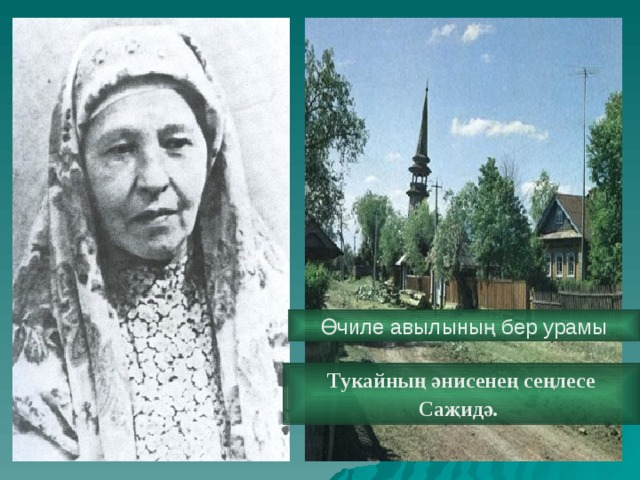 Өчиле авылының бер урамы
Тукайның әнисенең сеңлесе
Саҗидә.